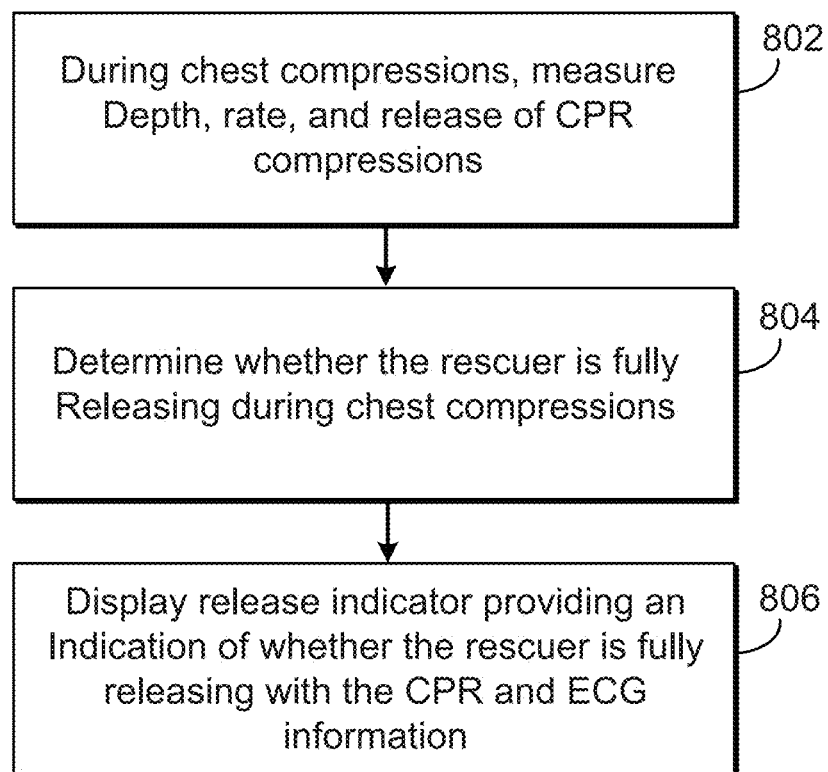 802
During chest compressions, measure
Depth, rate, and release of CPR
compressions
804
Determine whether the rescuer is fully
Releasing during chest compressions
806
Display release indicator providing an
Indication of whether the rescuer is fully
releasing with the CPR and ECG
information